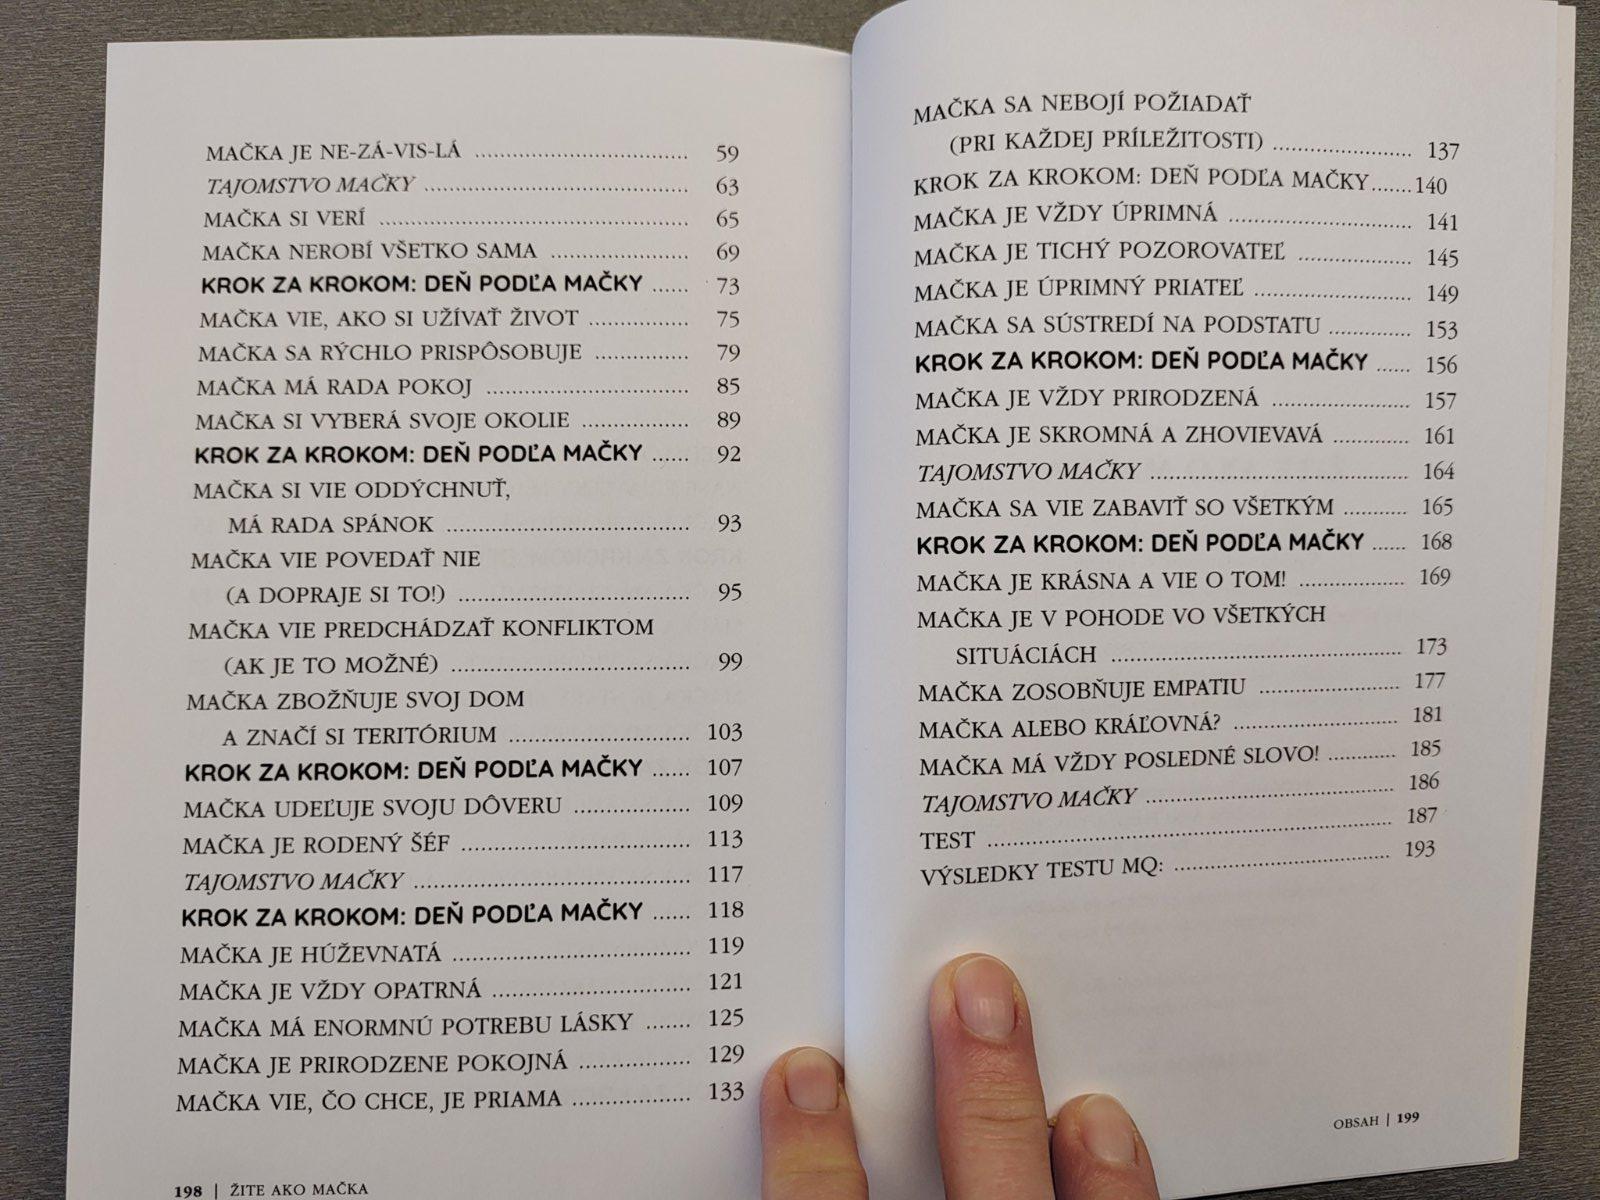 MAČKA JE NE-ZÁ-VIS-LÁ .................................. 59
TAJOMSTVO MAČKY .......................................... 63
MAČKA SI VERÍ ................................................. 65
MAČKA NEROBÍ VŠETKO SAMA ...................... 69
KROK ZA KROKOM: DEŇ PODĽA MAČKY ...... 73
MAČKA VIE, AKO SI UŽÍVAŤ ŽIVOT ................ 75
MAČKA SA RÝCHLO PRISPÔSOBUJE ............... 79
MAČKA MÁ RADA POKOJ ................................ 85
MAČKA SI VYBERÁ SVOJE OKOLIE ................. 89
KROK ZA KROKOM: DEŇ PODĽA MAČKY ...... 92
MAČKA SI VIE ODDÝCHNUŤ,
MÁ RADA SPÁNOK ....................................... 93
MAČKA VIE POVEDAŤ NIE
(A DOPRAJE SI TO!) ..................................... 95
MAČKA VIE PREDCHÁDZAŤ KONFLIKTOM
(AK JE TO MOŽNÉ) ...................................... 99
MAČKA ZBOŽŇUJE SVOJ DOM
A ZNAČÍ SI TERITÓRIUM ............................. 103
KROK ZA KROKOM: DEŇ PODĽA MAČKY ...... 107
MAČKA UDEĽUJE SVOJU DÔVERU ................... 109
MAČKA JE RODENÝ ŠÉF ..................................... 113
TAJOMSTVO MAČKY ............................................ 117
KROK ZA KROKOM: DEŇ PODĽA MAČKY ...... 118
MAČKA JE HÚŽEVNATÁ ...................................... 119
MAČKA JE VŽDY OPATRNÁ ................................ 121
MAČKA MÁ ENORMNÚ POTREBU LÁSKY ....... 125
MAČKA JE PRIRODZENE POKOJNÁ .................. 129
MAČKA VIE, ČO CHCE, JE PRIAMA ................... 133
198 | ŽITE AKO MAČKA
MAČKA SA NEBOJÍ POŽIADAŤ
(PRI KAŽDEJ PRÍLEŽITOSTI) ...................... 137
KROK ZA KROKOM: DEŇ PODĽA MAČKY ...... 140
MAČKA JE VŽDY ÚPRIMNÁ ............................. 141
MAČKA JE TICHÝ POZOROVATEĽ .................. 145
MAČKA JE ÚPRIMNÝ PRIATEĽ ......................... 149
MAČKA SA SÚSTREDÍ NA PODSTATU ............. 153
KROK ZA KROKOM: DEŇ PODĽA MAČKY ...... 156
MAČKA JE VŽDY PRIRODZENÁ ...................... 157
MAČKA JE SKROMNÁ A ZHOVIEVAVÁ ............ 161
TAJOMSTVO MAČKY ........................................... 164
MAČKA SA VIE ZABAVIŤ SO VŠETKÝM .......... 165
KROK ZA KROKOM: DEŇ PODĽA MAČKY ...... 168
MAČKA JE KRÁSNA A VIE O TOM! ................. 169
MAČKA JE V POHODE VO VŠETKÝCH
SITUÁCIÁCH ............................................... 173
MAČKA ZOSOBŇUJE EMPATIU ....................... 177
MAČKA ALEBO KRÁĽOVNÁ? .......................... 181
MAČKA MÁ VŽDY POSLEDNÉ SLOVO! ........... 185
TAJOMSTVO MAČKY ........................................ 186
TEST .................................................................. 187
VÝSLEDKY TESTU MQ: ................................... 193
OBSAH | 199